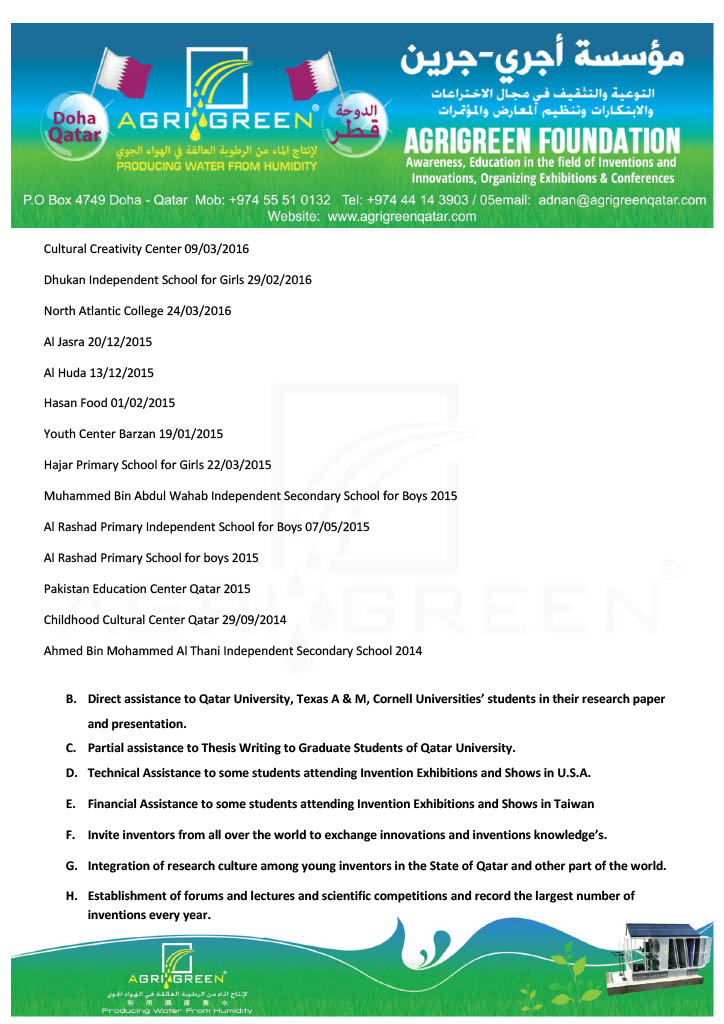 مؤسسة أجري-جرين
التوعية والتثقيف في مجال الاختراعات
والابتكارات وتنظيم المعارض والمؤتمرات
AGRIGREEN FOUNDATION
Awareness, Education in the field of Inventions and
Innovations, Organizing Exhibitions & Conferences
Doha
Qatar
AGRIGREEN®
لإنتاج الماء من الرطوبة العالقة في الهواء الجوي
PRODUCING WATER FROM HUMIDITY
الدوحة
قطر
P.O Box 4749 Doha - Qatar Mob: +974 55 51 0132 Tel: +974 44 14 3903 / 05email: adnan@agrigreenqatar.com
Website: www.agrigreenqatar.com
Cultural Creativity Center 09/03/2016
Dhukan Independent School for Girls 29/02/2016
North Atlantic College 24/03/2016
Al Jasra 20/12/2015
Al Huda 13/12/2015
Hasan Food 01/02/2015
Youth Center Barzan 19/01/2015
Hajar Primary School for Girls 22/03/2015
Muhammed Bin Abdul Wahab Independent Secondary School for Boys 2015
Al Rashad Primary Independent School for Boys 07/05/2015
Al Rashad Primary School for boys 2015
Pakistan Education Center Qatar 2015
Childhood Cultural Center Qatar 29/09/2014
Ahmed Bin Mohammed Al Thani Independent Secondary School 2014
AGRIGREEN®
B. Direct assistance to Qatar University, Texas A & M, Cornell Universities’ students in their research paper
and presentation.
C. Partial assistance to Thesis Writing to Graduate Students of Qatar University.
D. Technical Assistance to some students attending Invention Exhibitions and Shows in U.S.A.
E. Financial Assistance to some students attending Invention Exhibitions and Shows in Taiwan
F. Invite inventors from all over the world to exchange innovations and inventions knowledge’s.
G. Integration of research culture among young inventors in the State of Qatar and other part of the world.
H. Establishment of forums and lectures and scientific competitions and record the largest number of
inventions every year.
AGRIGREEN®
لإنتاج الماء من الرطوبة العالقة في الهواء الجوي
利用濕度產水
Producing Water From Humidity